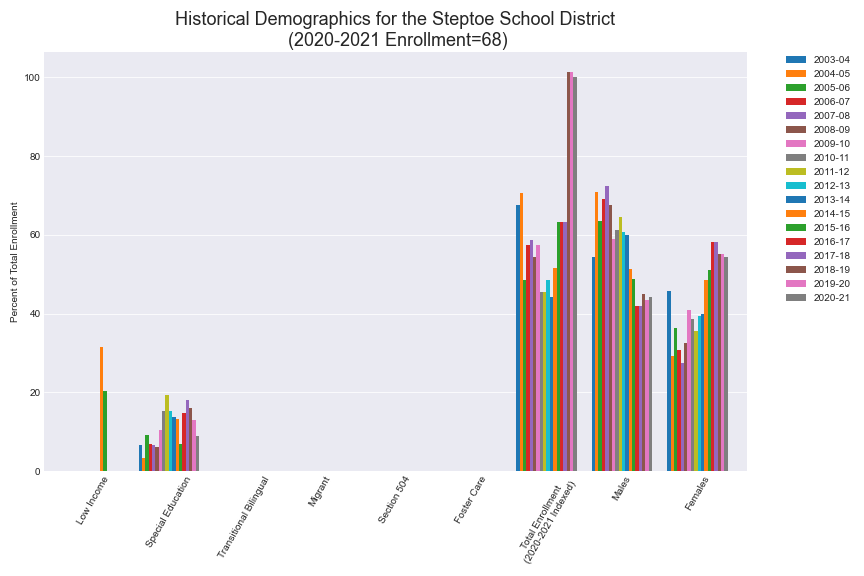 Historical Demographics for the Steptoe School District
(2020-2021 Enrollment=68)
Percent of Total Enrollment
100
80
60
40
20
0
Low Income
Special Education
Transitional Bilingual
Migrant
Section 504
Foster Care
Total Enrollment
(2020-2021 Indexed)
Males
Females
2003-04
2004-05
2005-06
2006-07
2007-08
2008-09
2009-10
2010-11
2011-12
2012-13
2013-14
2014-15
2015-16
2016-17
2017-18
2018-19
2019-20
2020-21